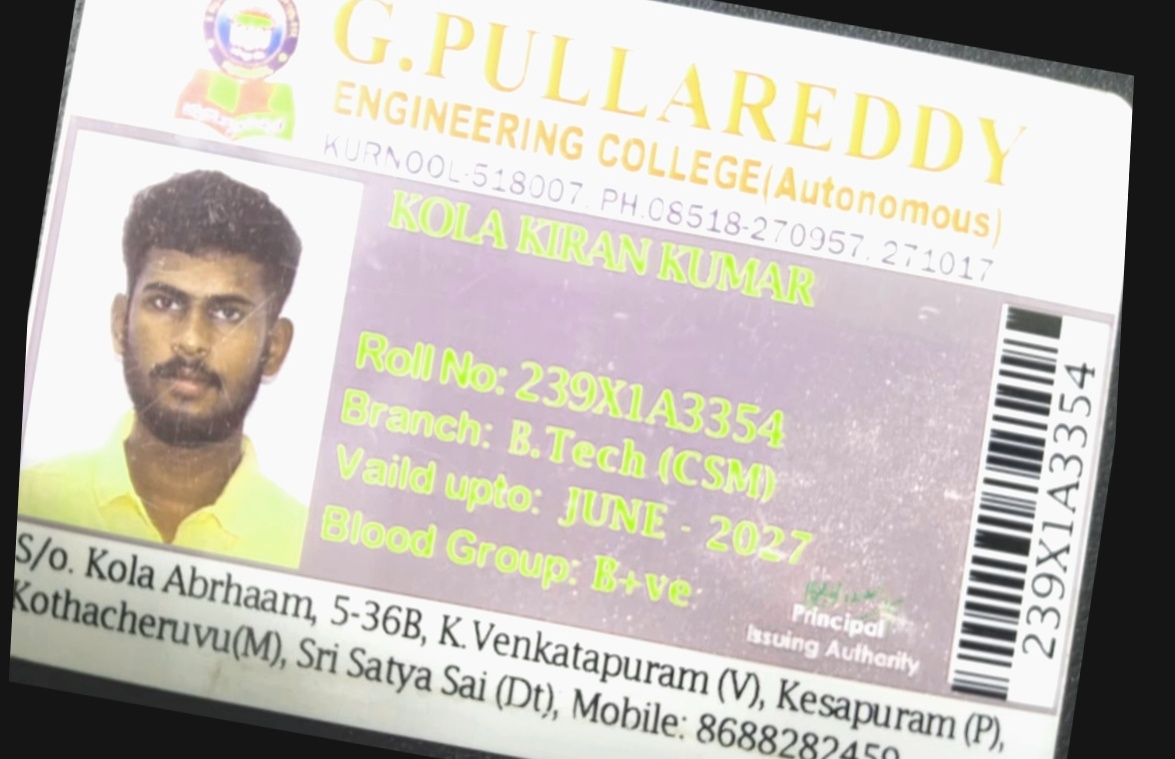 G.PULLAREDDY
ENGINEERING COLLEGE(Autonomous)
KURNOOL-518007. PH.08518-270957, 271017
KOLA KIRAN KUMAR
Roll No: 239X1A3354
Branch: B.Tech (CSM)
Vaild upto: JUNE - 2027
Blood Group: B+ve
Principal
Issuing Authority
239X1A3354
S/o. Kola Abrhaam, 5-36B, K.Venkatapuram (V), Kesapuram (P),
Kothacheruvu(M), Sri Satya Sai (Dt), Mobile: 8688282459